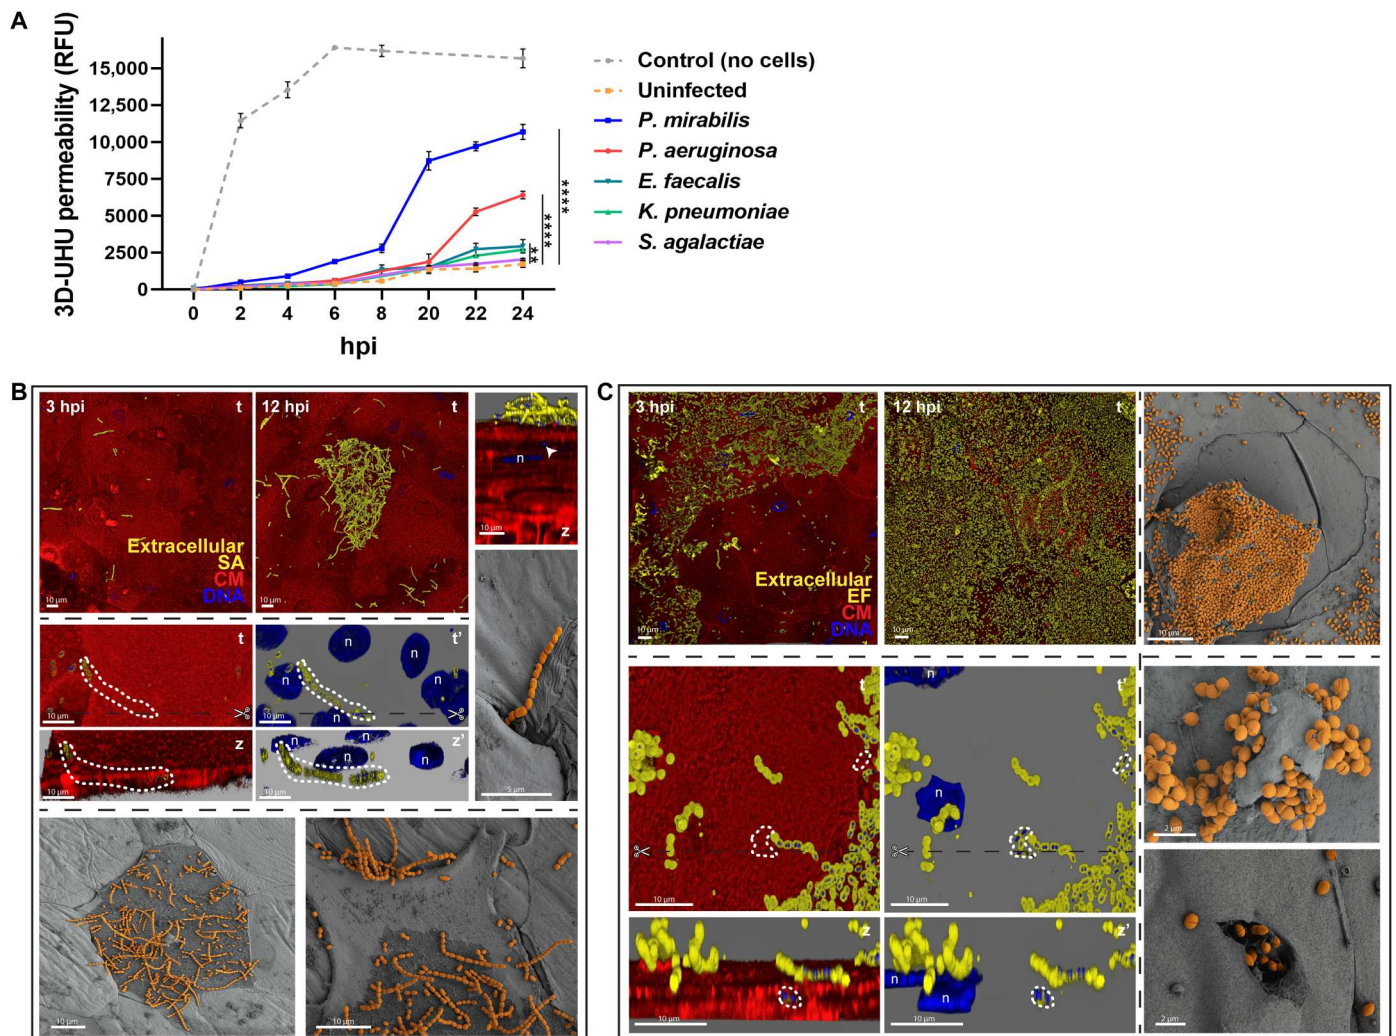 A
3D-UHU permeability (RFU)
15,000
12,500
10,000
7500
5000
2500
0
0 2 4 6 8 20 22 24
hpi
****
****
**
Control (no cells)
Uninfected
P. mirabilis
P. aeruginosa
E. faecalis
K. pneumoniae
S. agalactiae
B
3 hpi t
Extracellular
SA
CM
DNA
10 µm
12 hpi t
10 µm
n
10 µm z
t
10 µm
t'
n
n
n
n
n
10 µm
5 µm
z
10 µm
z'
n
n
n
10 µm
10 µm
10 µm
C
3 hpi t
Extracellular
EF
CM
DNA
10 µm
12 hpi t
10 µm
10 µm
t
10 µm
n
t'
n
10 µm
2 µm
z
10 µm
z'
n
n
10 µm
2 µm